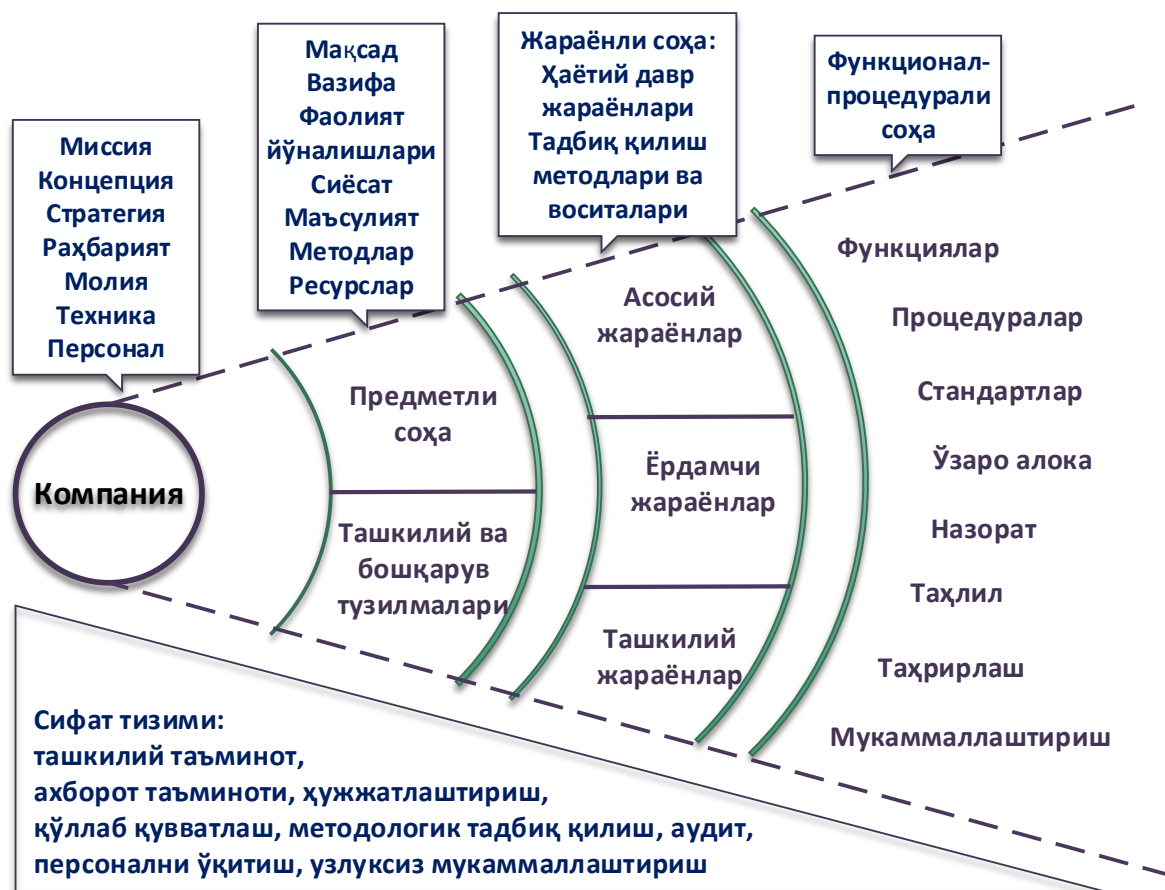 Миссия
Концепция
Стратегия
Раҳбарият
Молия
Техника
Персонал
Мақсад
Вазифа
Фаолият
йўналишлари
Сиёсат
Маъсулият
Методлар
Ресурслар
Жараёнли соҳа:
Ҳаётий давр
жараёнлари
Тадбиқ қилиш
методлари ва
воситалари
Функционал-
процедурали
соҳа
Компания
Предметли
соҳа
Ташкилий ва
бошқарув
тузилмалари
Асосий
жараёнлар
Ёрдамчи
жараёнлар
Ташкилий
жараёнлар
Функциялар
Процедуралар
Стандартлар
Ўзаро алока
Назорат
Таҳлил
Таҳрирлаш
Мукаммаллаштириш
Сифат тизими:
ташкилий таъминот,
ахборот таъминоти, ҳужжатлаштириш,
қўллаб қувватлаш, методологик тадбиқ қилиш, аудит,
персонални ўқитиш, узлуксиз мукаммаллаштириш